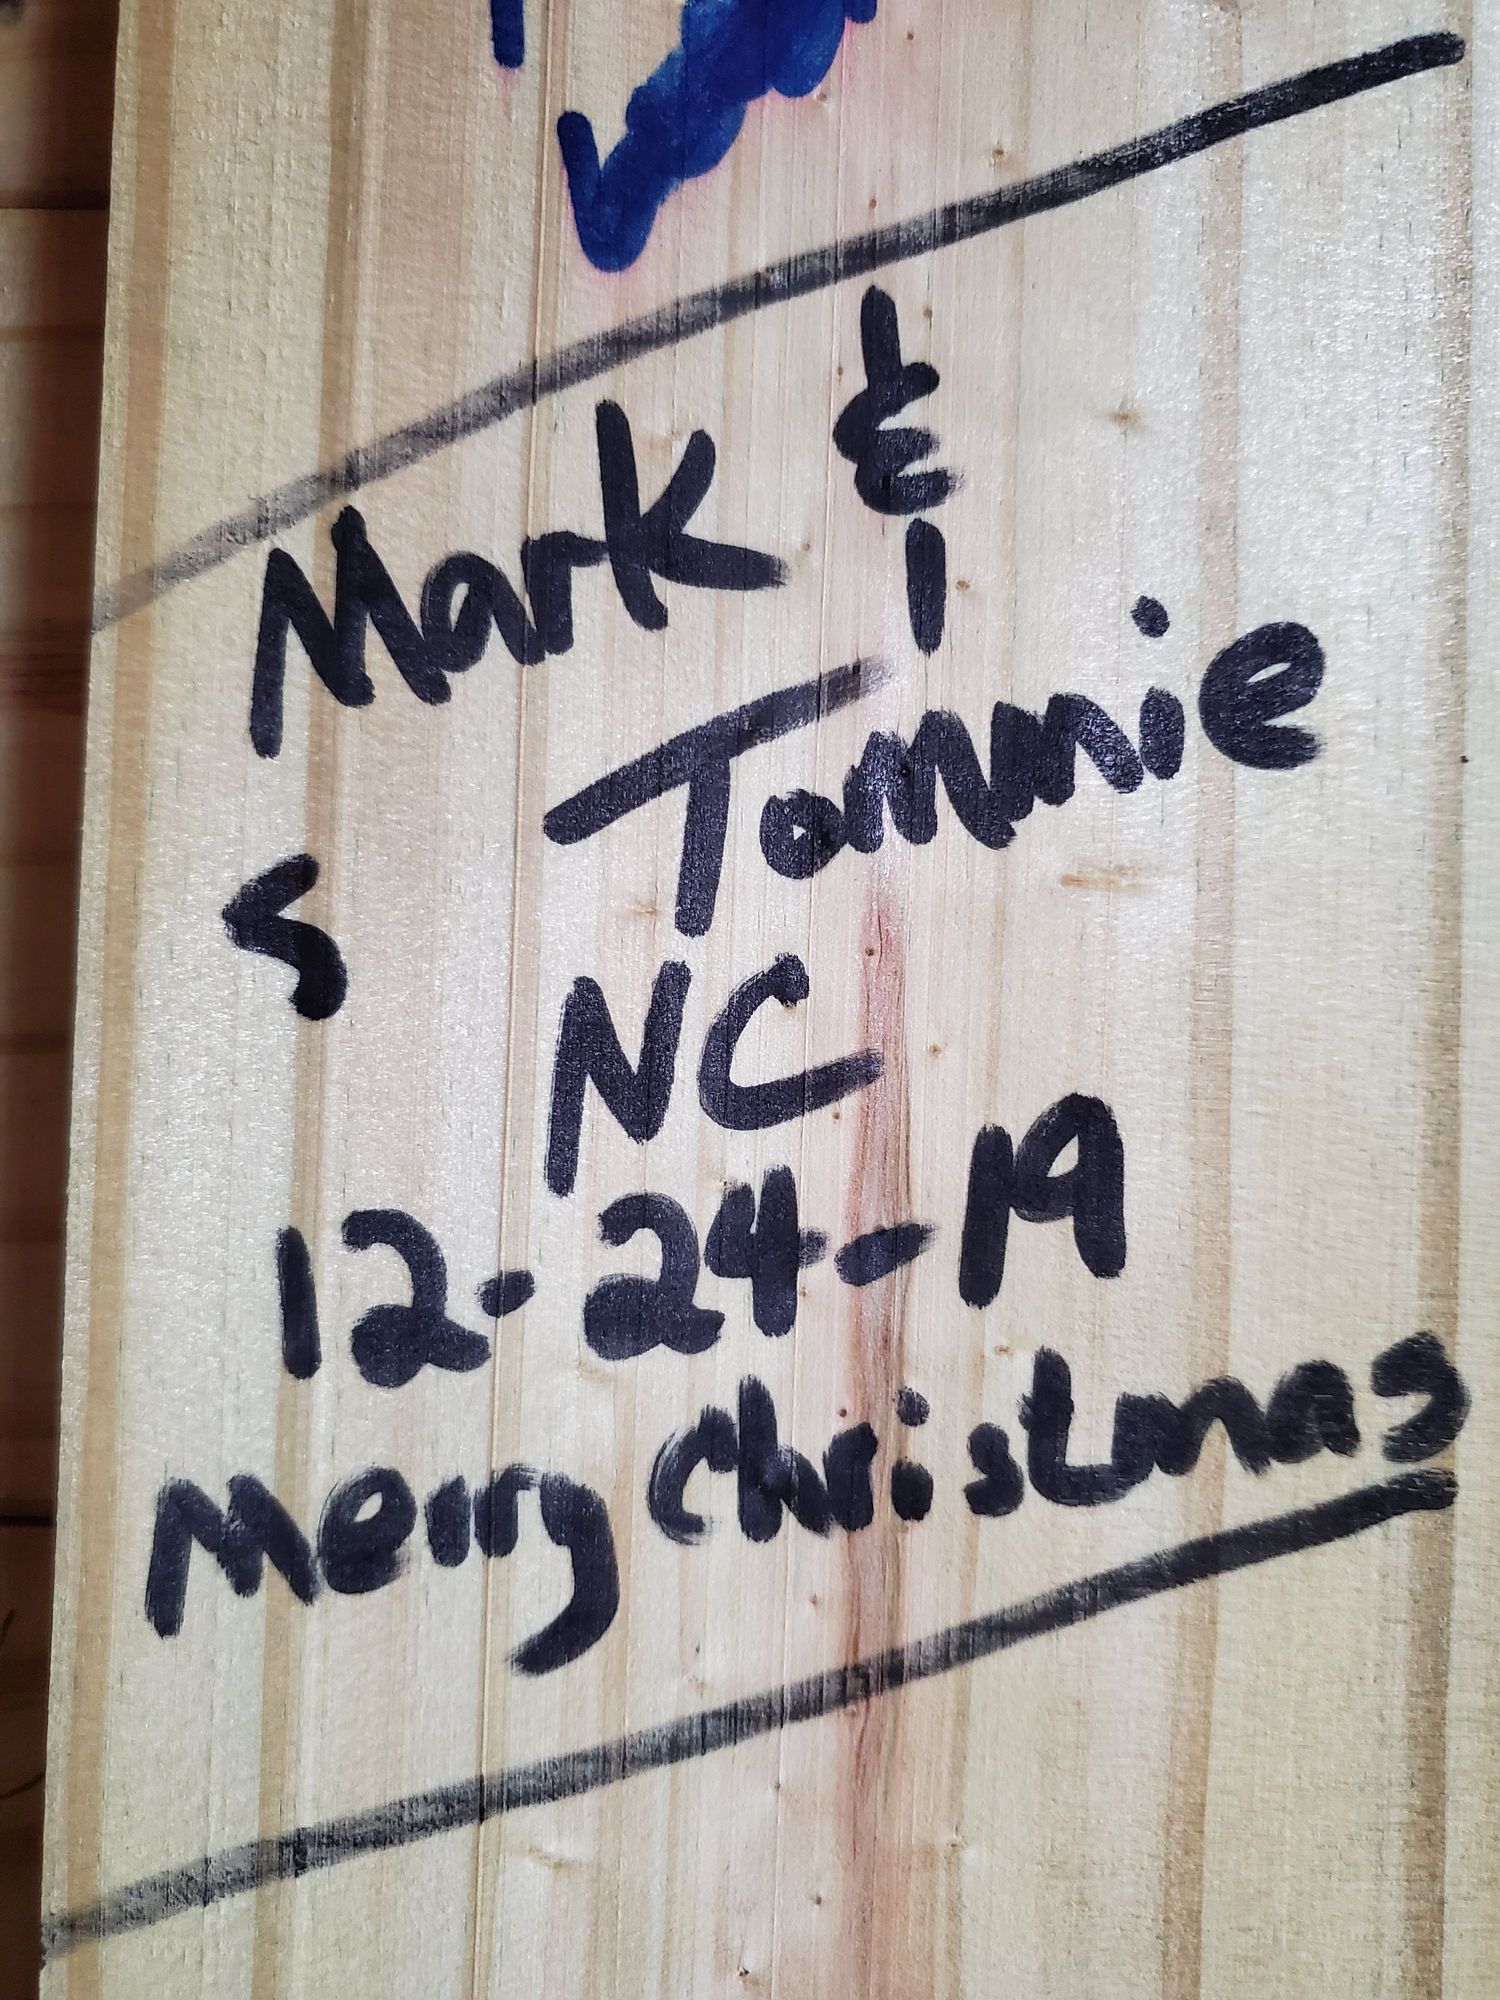 Mark &
Tommie
S
NC
12-24-19
Merry Christmas